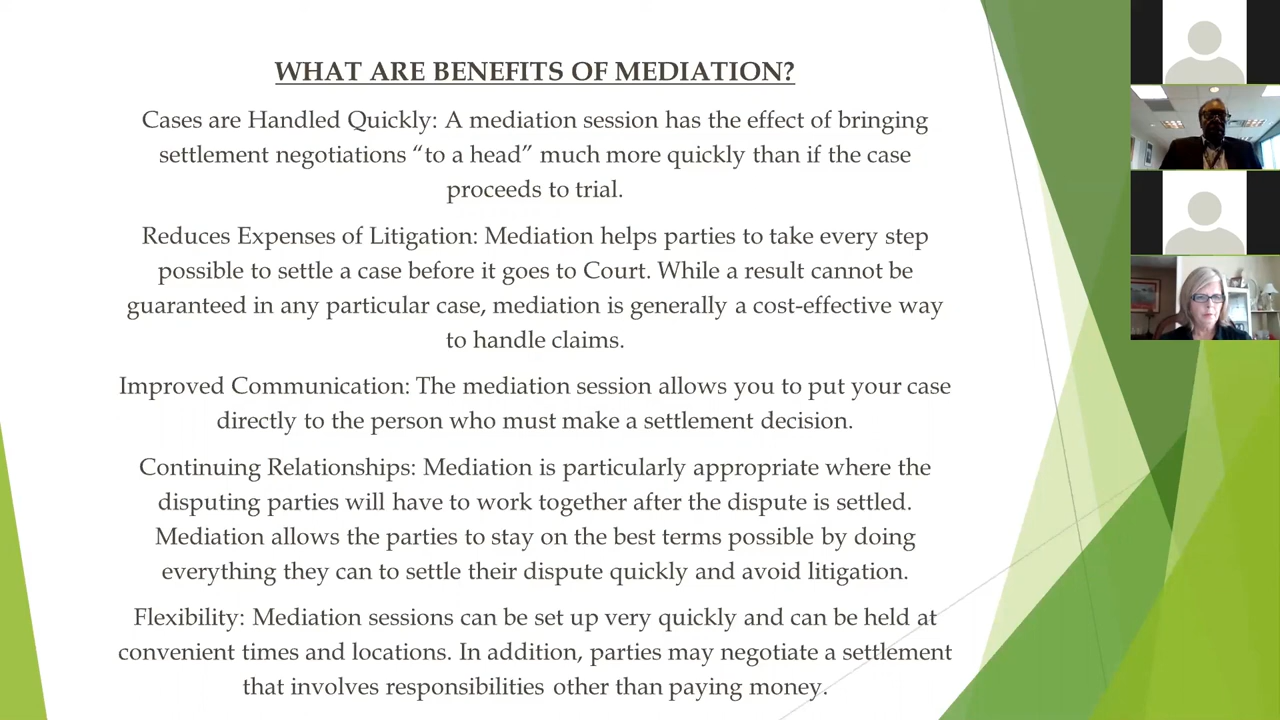 WHAT ARE BENEFITS OF MEDIATION?
Cases are Handled Quickly: A mediation session has the effect of bringing
settlement negotiations “to a head” much more quickly than if the case
proceeds to trial.
Reduces Expenses of Litigation: Mediation helps parties to take every step
possible to settle a case before it goes to Court. While a result cannot be
guaranteed in any particular case, mediation is generally a cost-effective way
to handle claims.
Improved Communication: The mediation session allows you to put your case
directly to the person who must make a settlement decision.
Continuing Relationships: Mediation is particularly appropriate where the
disputing parties will have to work together after the dispute is settled.
Mediation allows the parties to stay on the best terms possible by doing
everything they can to settle their dispute quickly and avoid litigation.
Flexibility: Mediation sessions can be set up very quickly and can be held at
convenient times and locations. In addition, parties may negotiate a settlement
that involves responsibilities other than paying money.